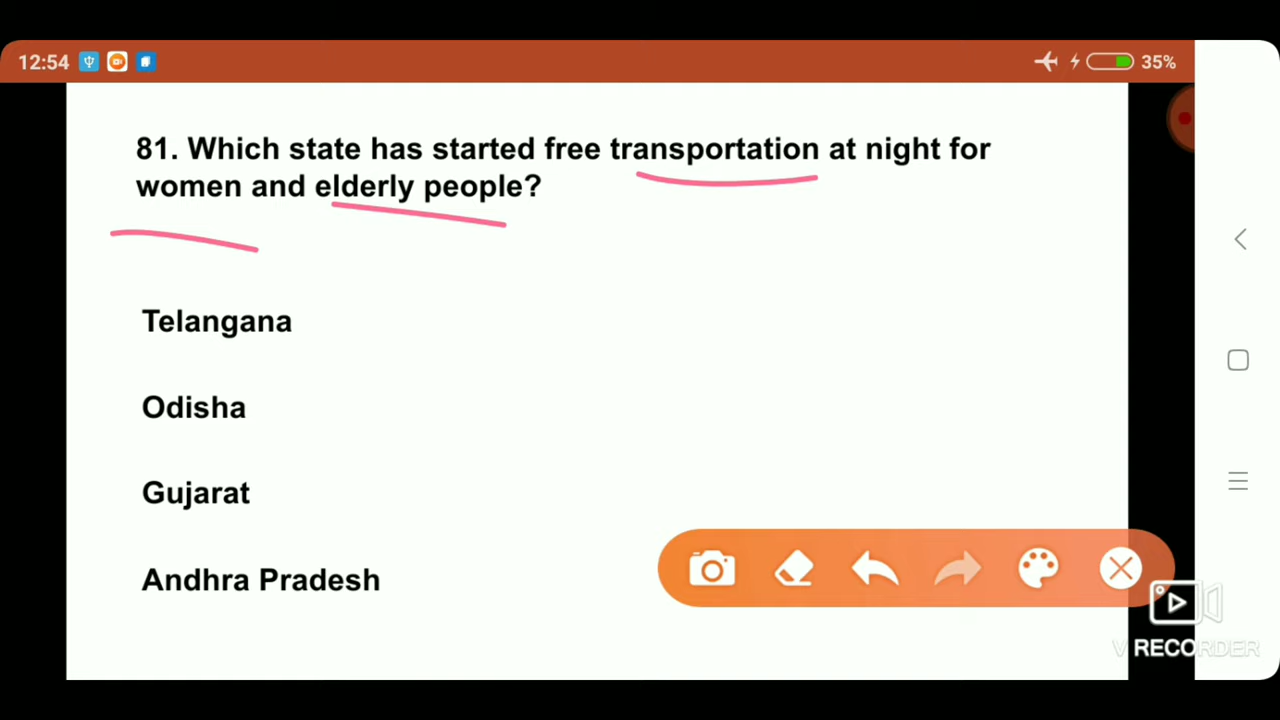 12:54 35%
81. Which state has started free transportation at night for
women and elderly people?
Telangana
Odisha
Gujarat
Andhra Pradesh
V RECORDER